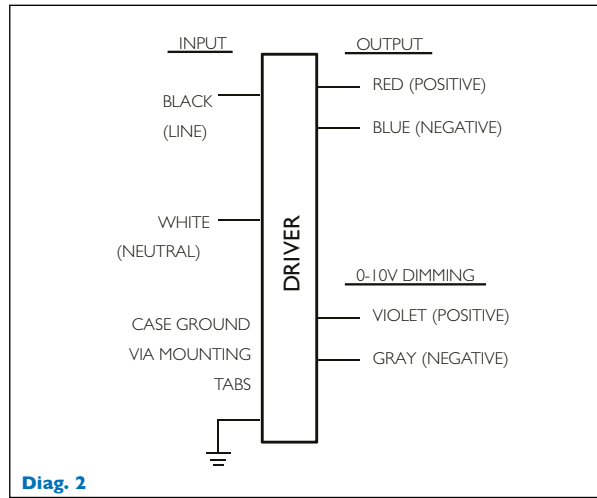 INPUT
OUTPUT
BLACK
(LINE)
RED (POSITIVE)
BLUE (NEGATIVE)
WHITE
(NEUTRAL)
DRIVER
0-10V DIMMING
CASE GROUND
VIA MOUNTING
TABS
VIOLET (POSITIVE)
GRAY (NEGATIVE)
Diag. 2